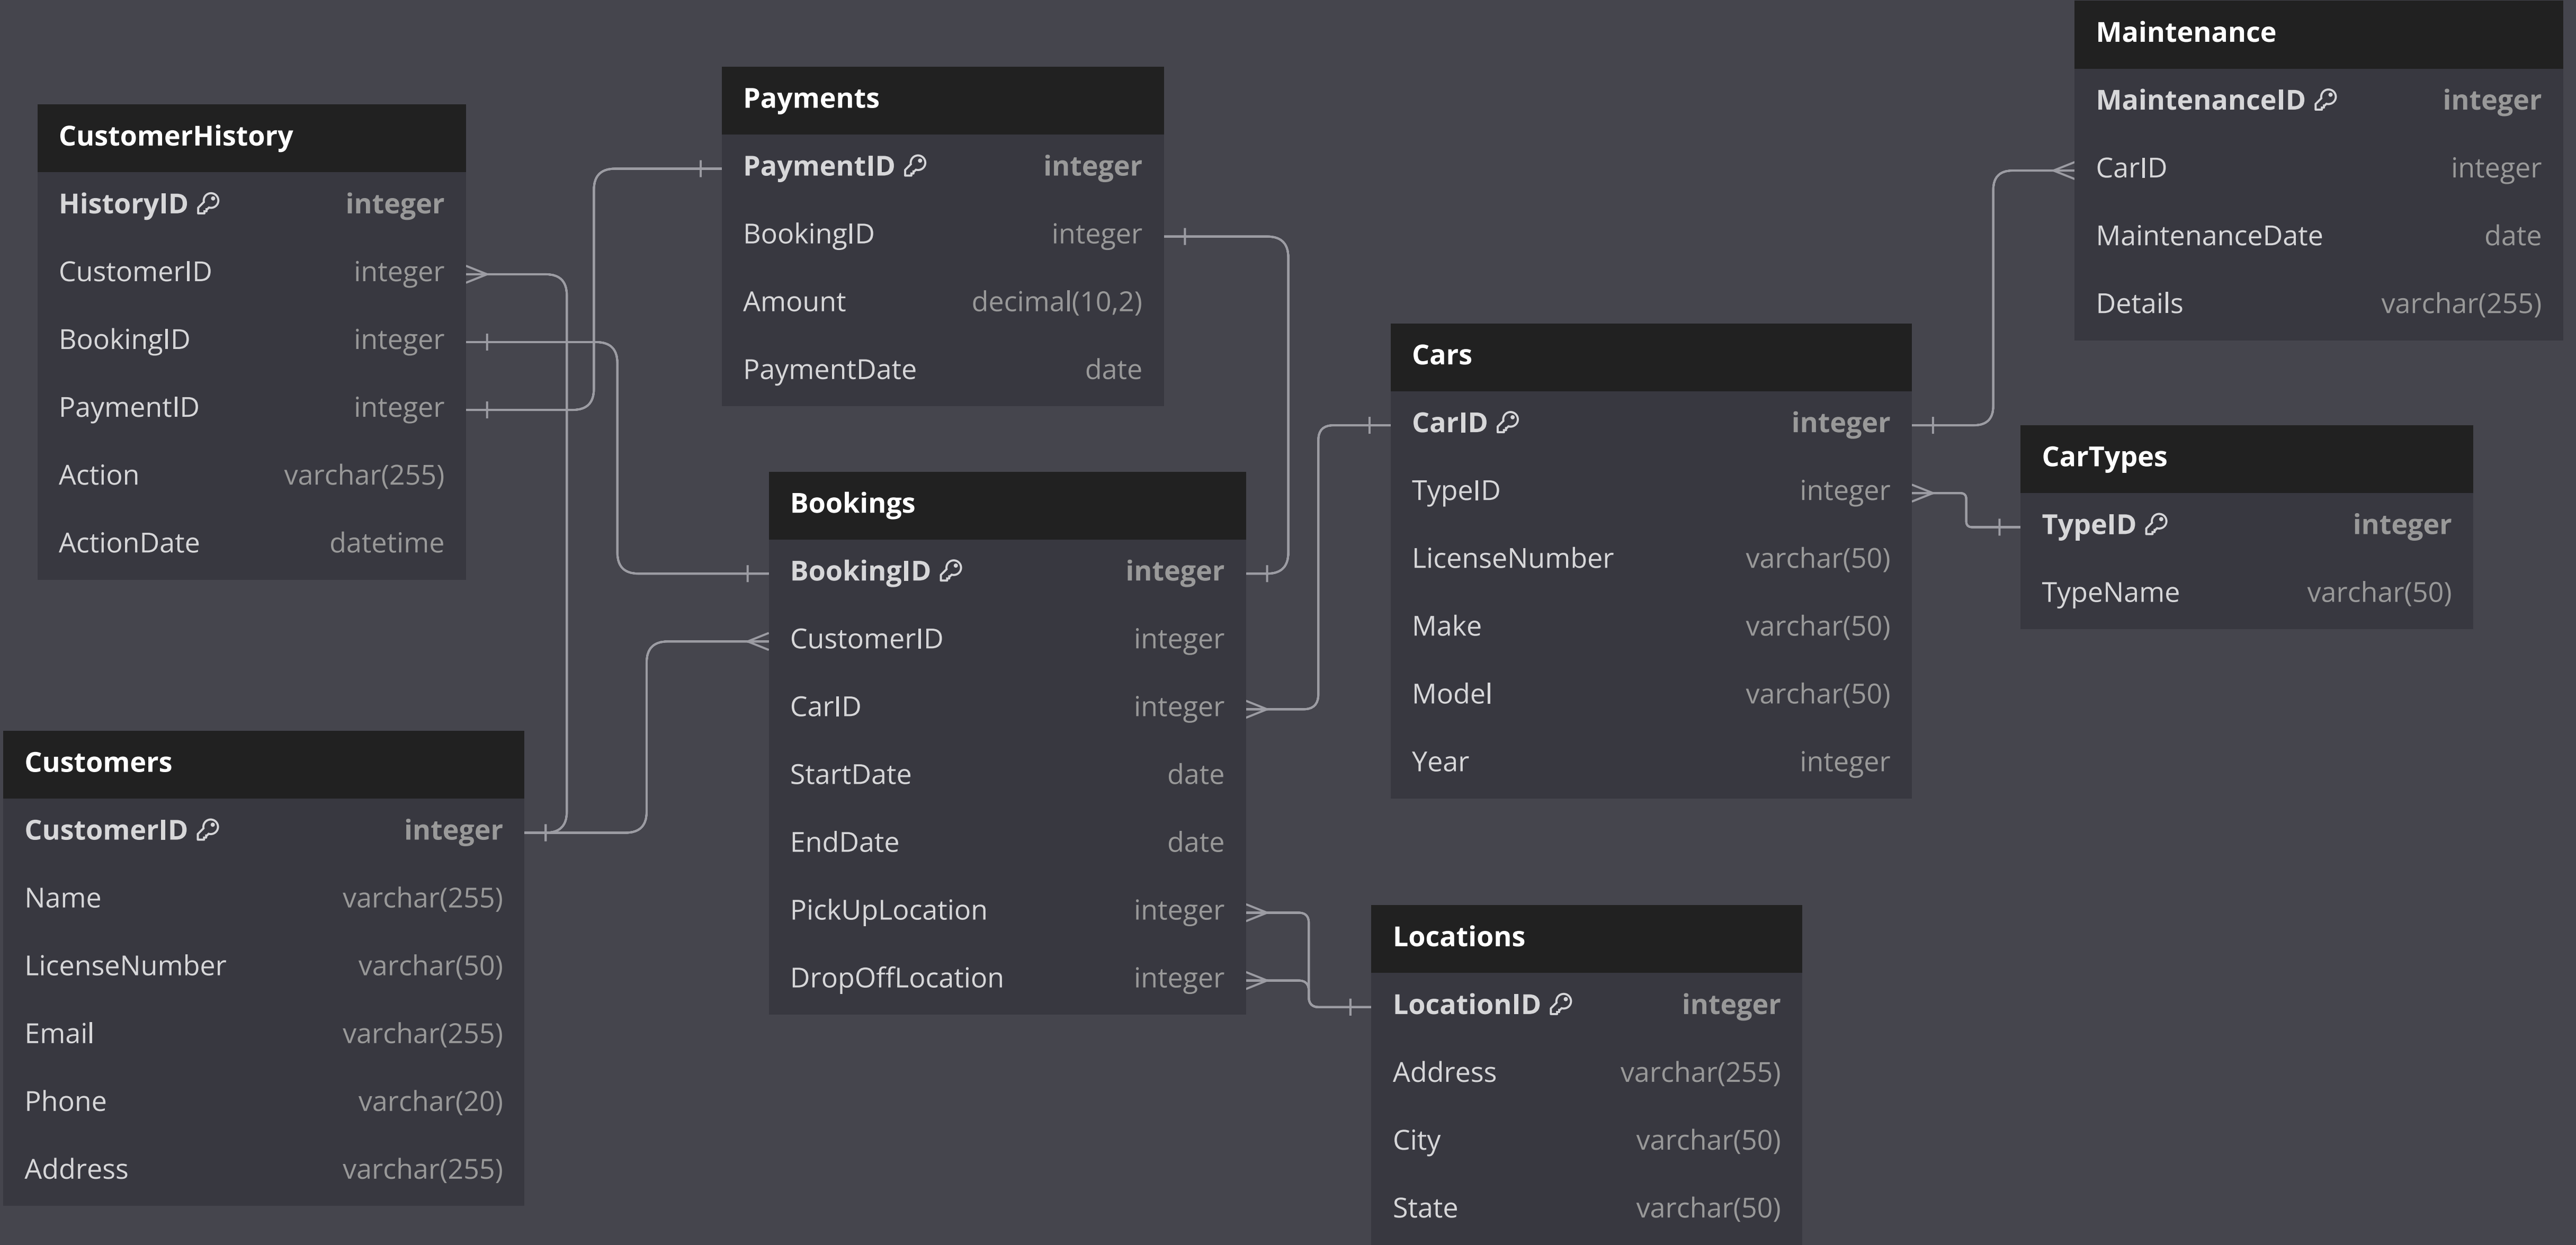 CustomerHistory
HistoryID integer
CustomerID integer
BookingID integer
PaymentID integer
Action varchar(255)
ActionDate datetime
Payments
PaymentID integer
BookingID integer
Amount decimal(10,2)
PaymentDate date
Maintenance
MaintenanceID integer
CarID integer
MaintenanceDate date
Details varchar(255)
Cars
CarID integer
TypeID integer
LicenseNumber varchar(50)
Make varchar(50)
Model varchar(50)
Year integer
CarTypes
TypeID integer
TypeName varchar(50)
Bookings
BookingID integer
CustomerID integer
CarID integer
StartDate date
EndDate date
PickUpLocation integer
DropOffLocation integer
Customers
CustomerID integer
Name varchar(255)
LicenseNumber varchar(50)
Email varchar(255)
Phone varchar(20)
Address varchar(255)
Locations
LocationID integer
Address varchar(255)
City varchar(50)
State varchar(50)